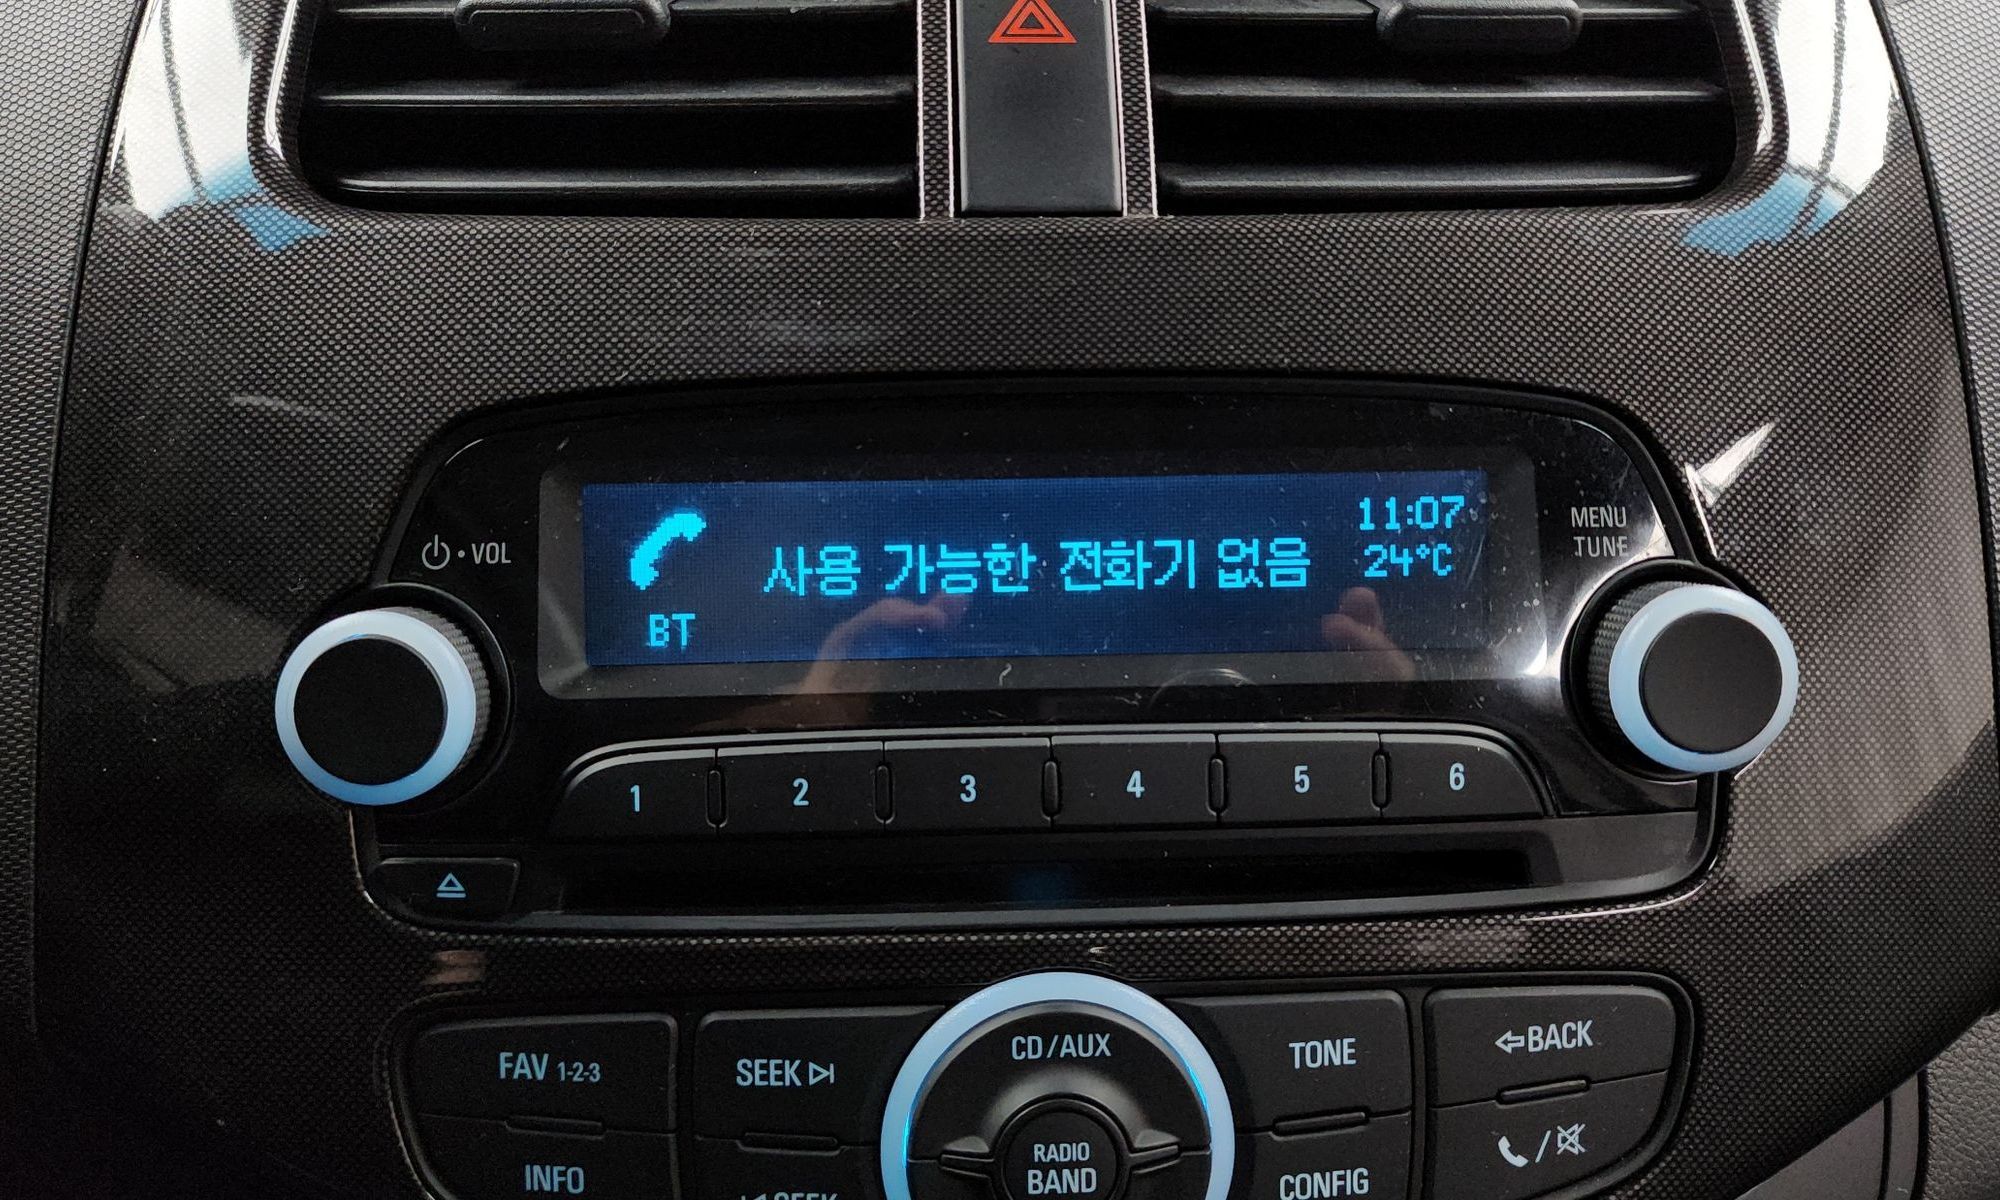 VOL
사용 가능한 전화기 없음
BT
11:07
24°C
MENU
TUNE
1 2 3 4 5 6
FAV 1-2-3
SEEK
CD/AUX
TONE
BACK
INFO
SEEK
RADIO
BAND
CONFIG